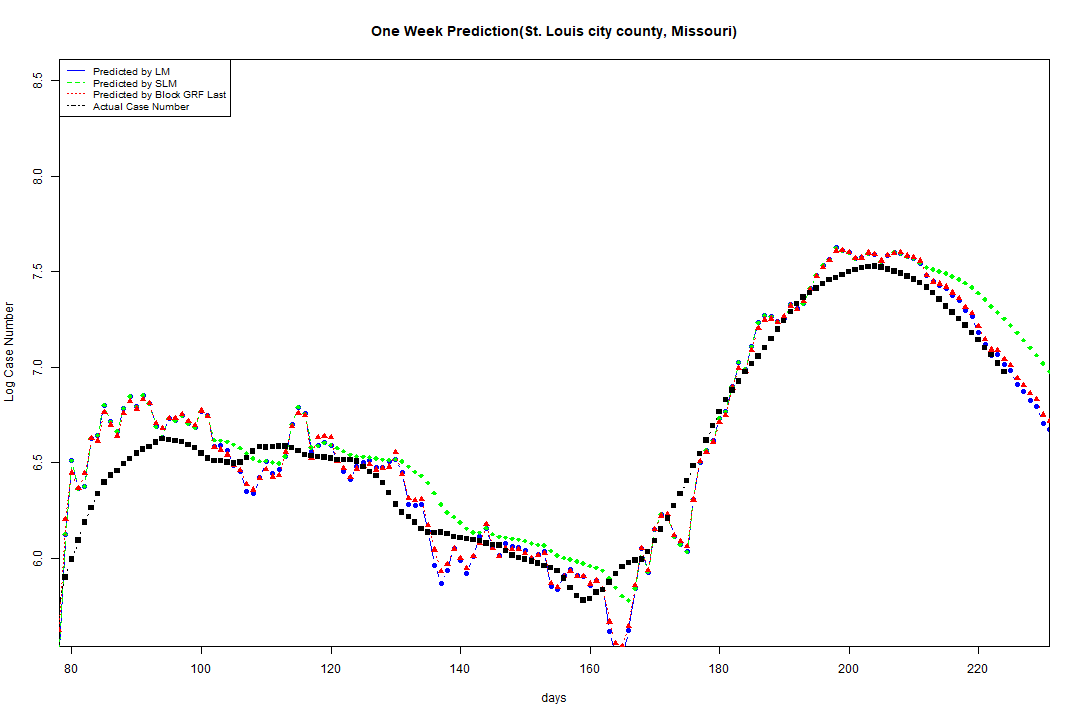 One Week Prediction(St. Louis city county, Missouri)
Predicted by LM
Predicted by SLM
Predicted by Block GRF Last
Actual Case Number
8.5
8.0
7.5
7.0
6.5
6.0
Log Case Number
80 100 120 140 160 180 200 220
days